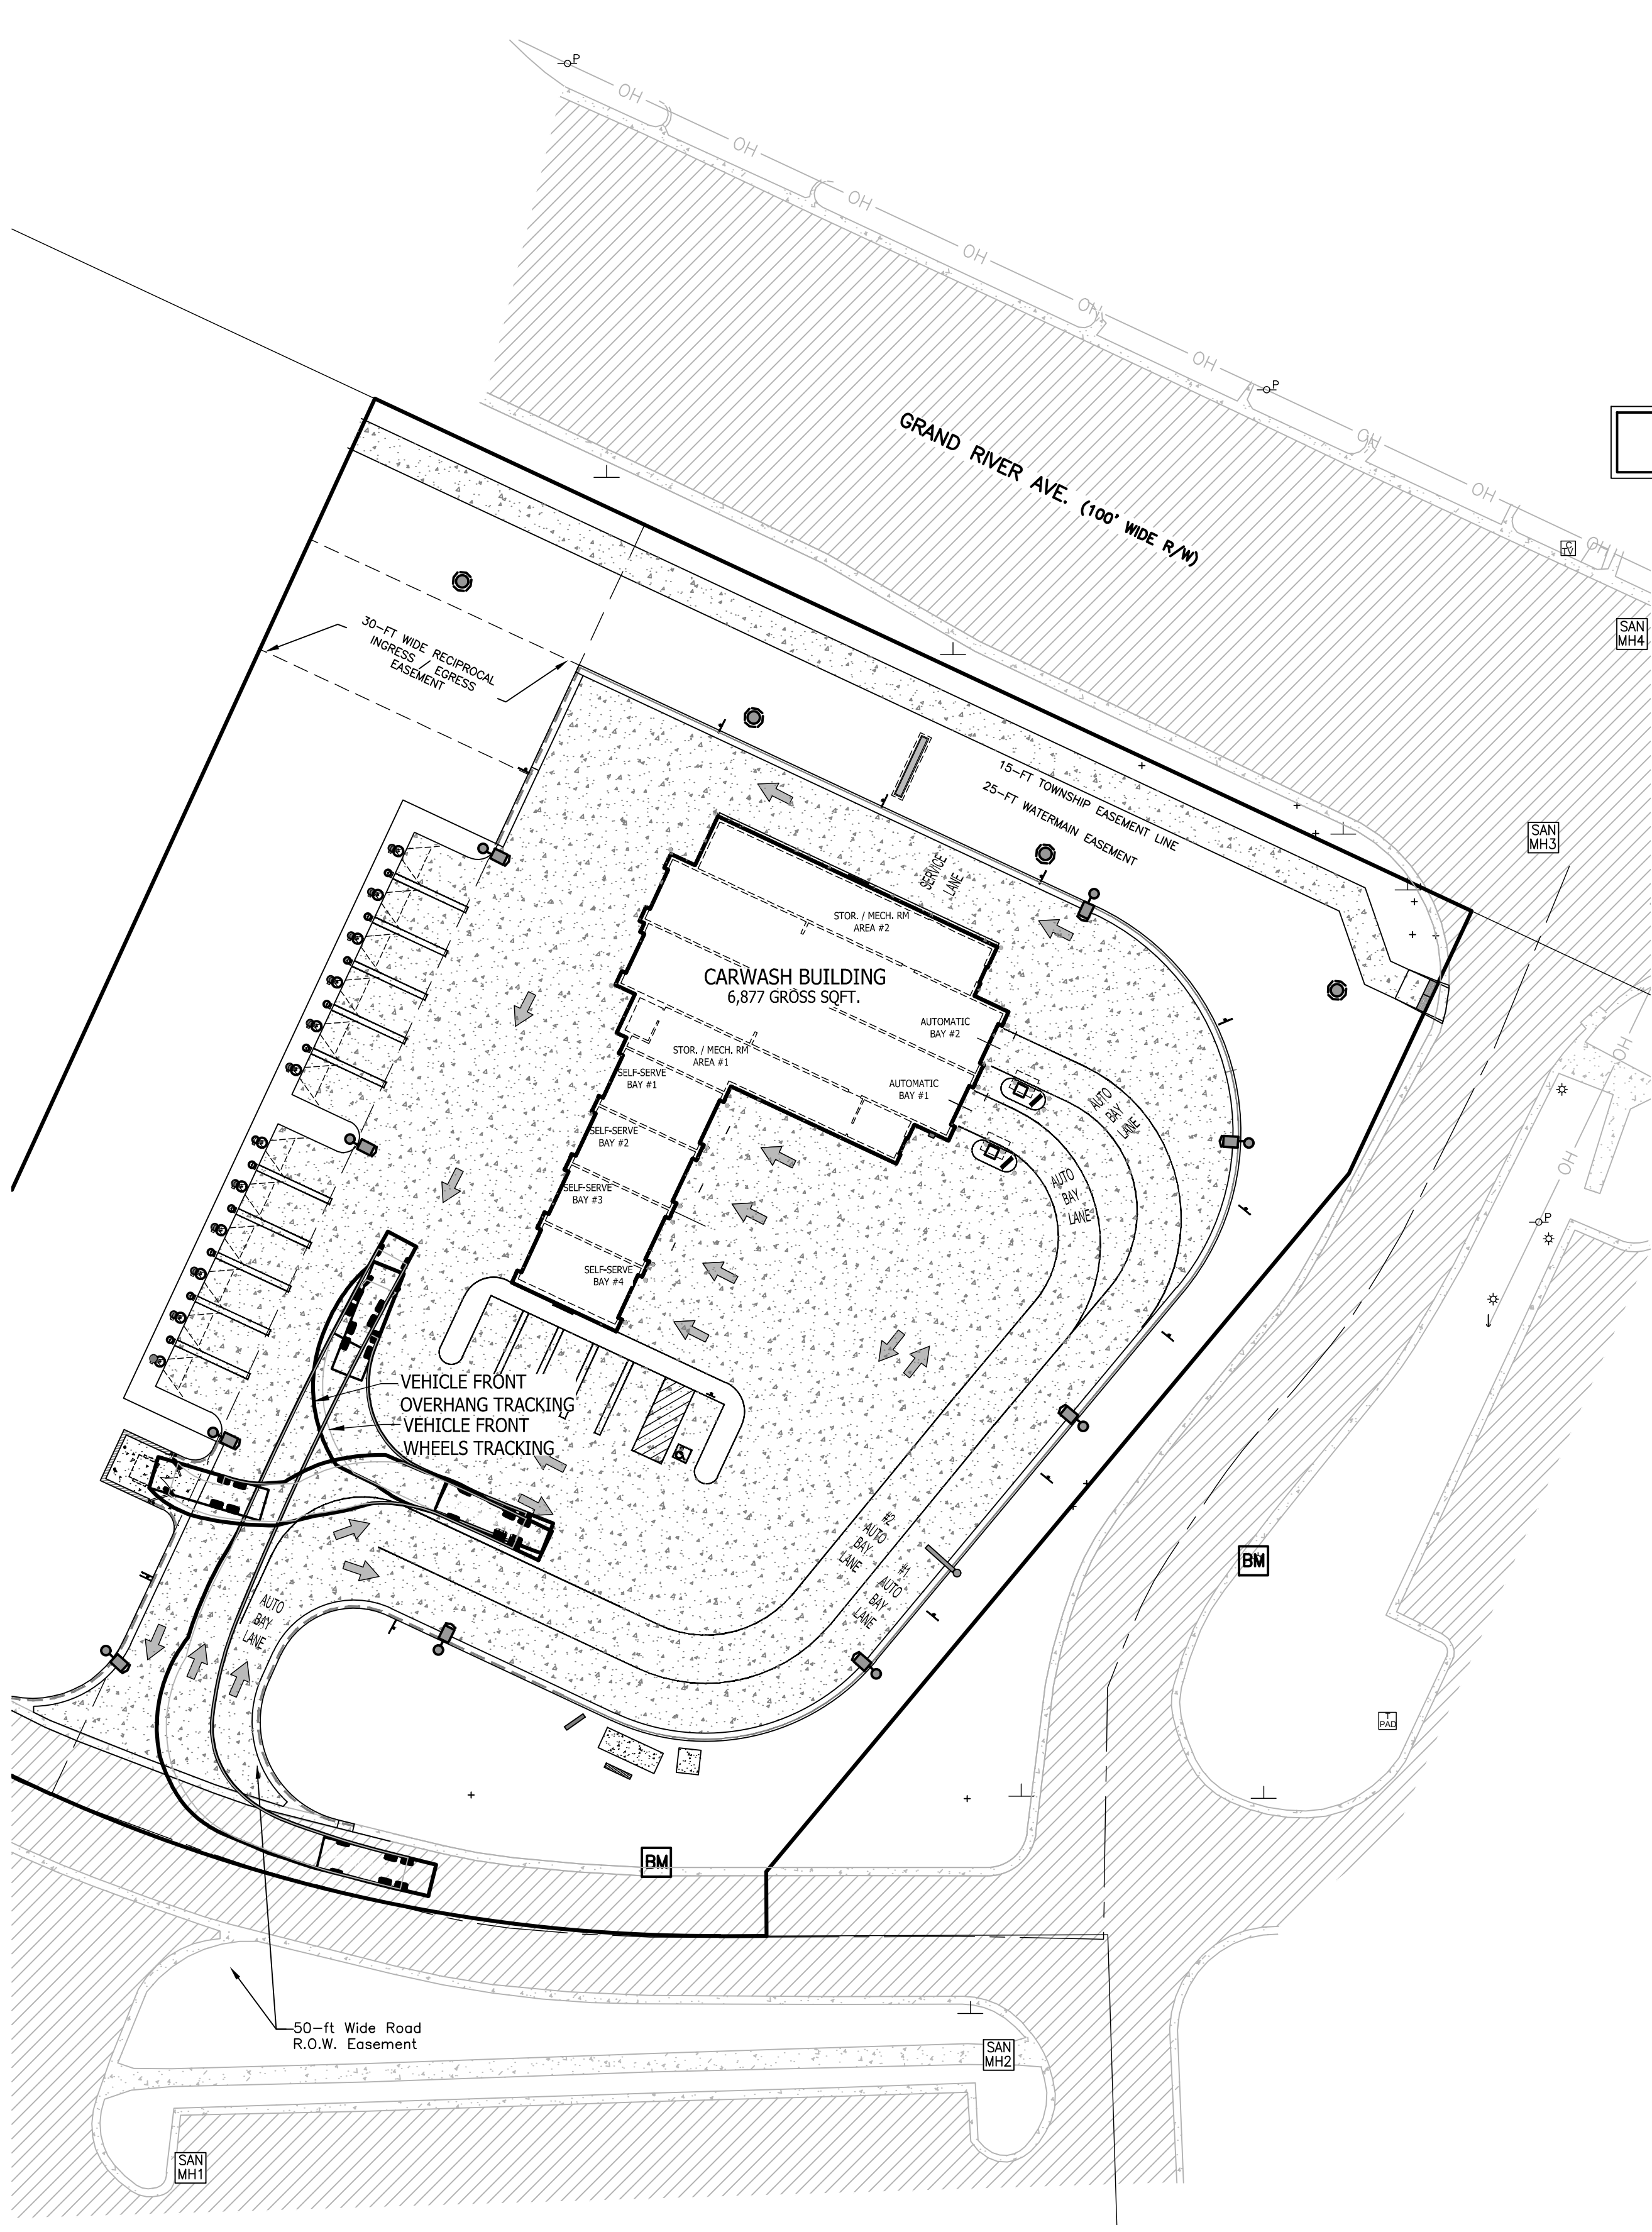 P
OH
OH
OH
OH
OH
OH
P
OH
OH
OH
GRAND RIVER AVE. (100' WIDE R/W)
C
TV
SAN
MH4
30-FT WIDE RECIPROCAL
INGRESS / EGRESS
EASEMENT
15-FT TOWNSHIP EASEMENT LINE
25-FT WATERMAIN EASEMENT
SAN
MH3
SERVICE
LANE
STOR. / MECH. RM
AREA #2
CARWASH BUILDING
6,877 GROSS SQFT.
AUTOMATIC
BAY #2
STOR. / MECH. RM
AREA #1
SELF-SERVE
BAY #1
AUTOMATIC
BAY #1
SELF-SERVE
BAY #2
SELF-SERVE
BAY #3
SELF-SERVE
BAY #4
AUTO
BAY
LANE
AUTO
BAY
LANE
OH
OH
P
VEHICLE FRONT
OVERHANG TRACKING
VEHICLE FRONT
WHEELS TRACKING
#2
AUTO
BAY
LANE
#1
AUTO
BAY
LANE
BM
AUTO
BAY
LANE
T
PAD
BM
50-ft Wide Road
R.O.W. Easement
SAN
MH2
SAN
MH1